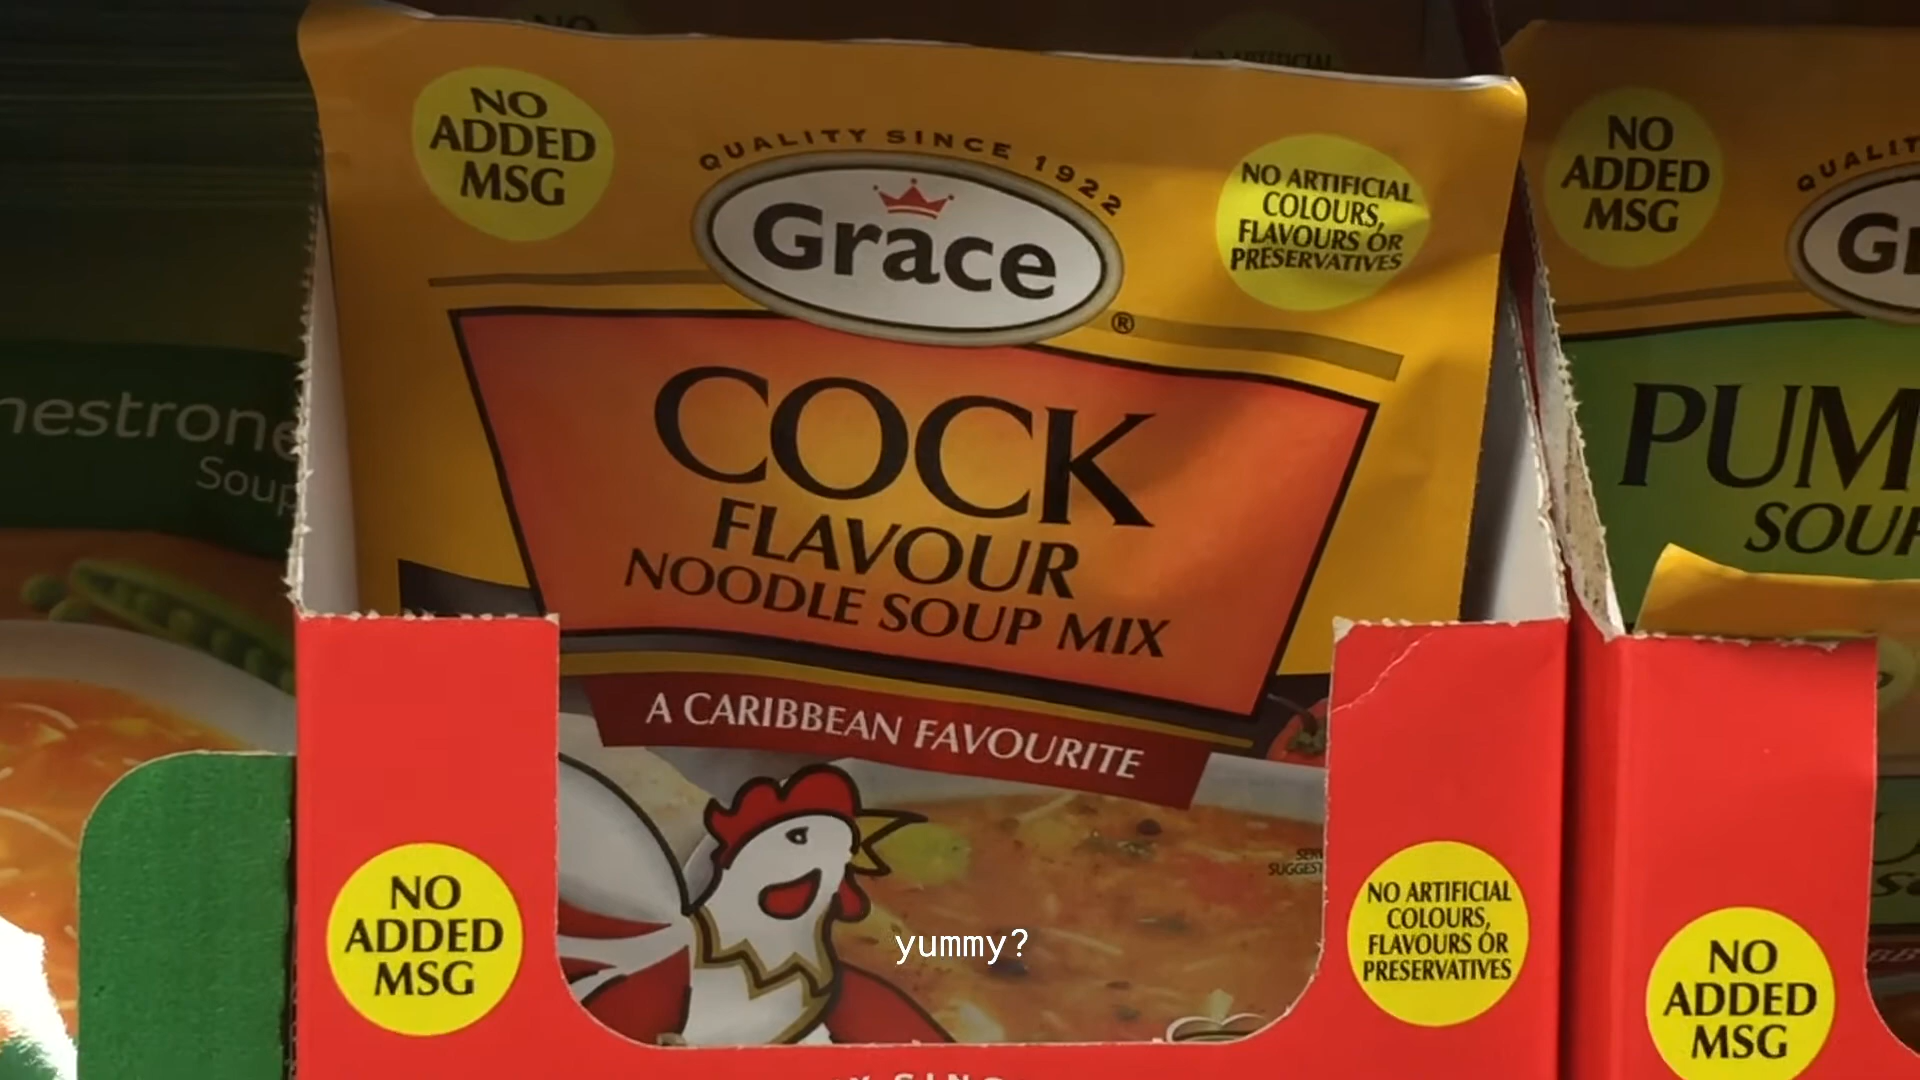 NO
ADDED
MSG
QUALITY SINCE 1922
Grace
®
NO ARTIFICIAL
COLOURS,
FLAVOURS OR
PRESERVATIVES
COCK
FLAVOUR
NOODLE SOUP MIX
A CARIBBEAN FAVOURITE
NO
ADDED
MSG
NO ARTIFICIAL
COLOURS,
FLAVOURS OR
PRESERVATIVES
yummy?
nestrone
Soup
NO
ADDED
MSG
QUALIT
Gr
PUM
SOUP
NO
ADDED
MSG